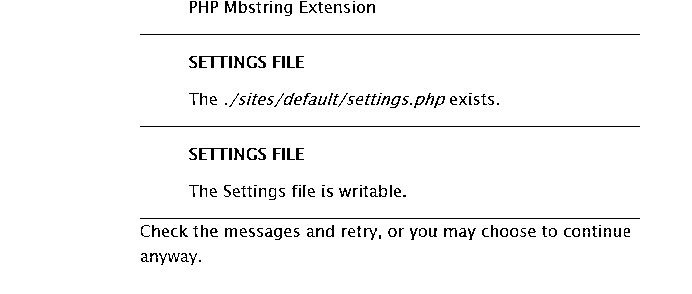 PHP Mbstring Extension
SETTINGS FILE
The ./sites/default/settings.php exists.
SETTINGS FILE
The Settings file is writable.
Check the messages and retry, or you may choose to continue
anyway.